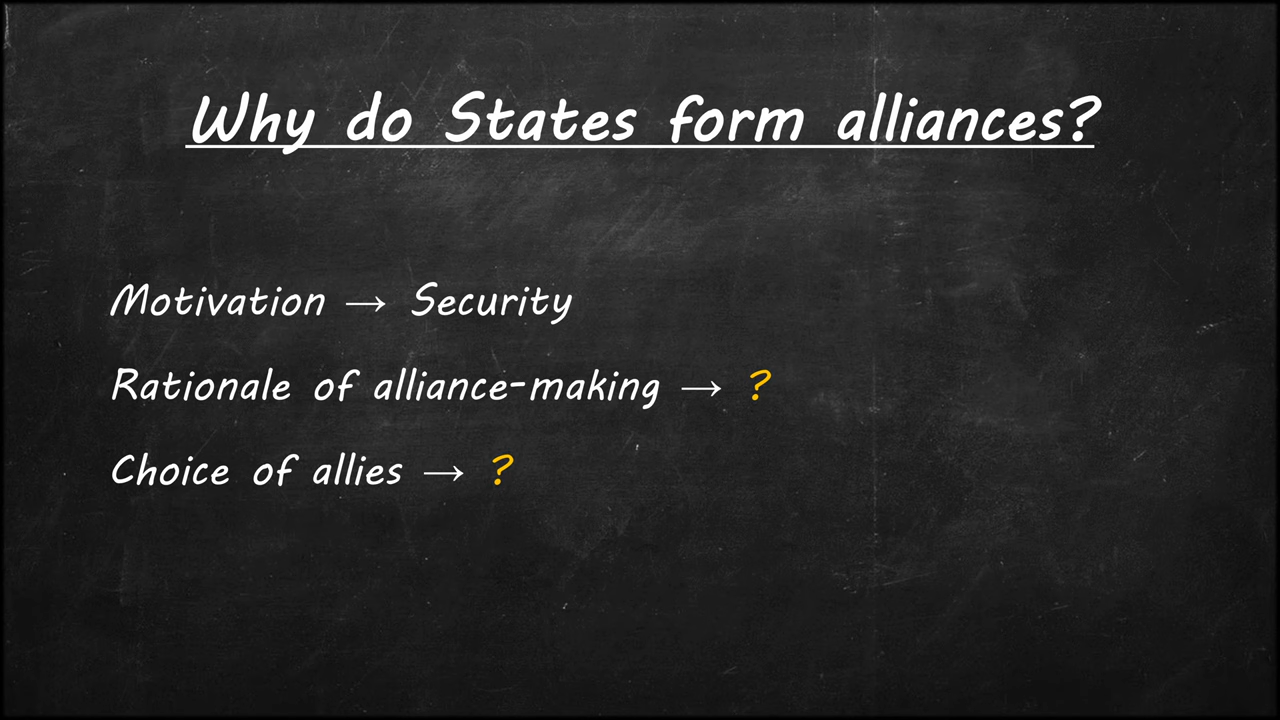 Why do States form alliances?
Motivation → Security
Rationale of alliance-making → ?
Choice of allies → ?